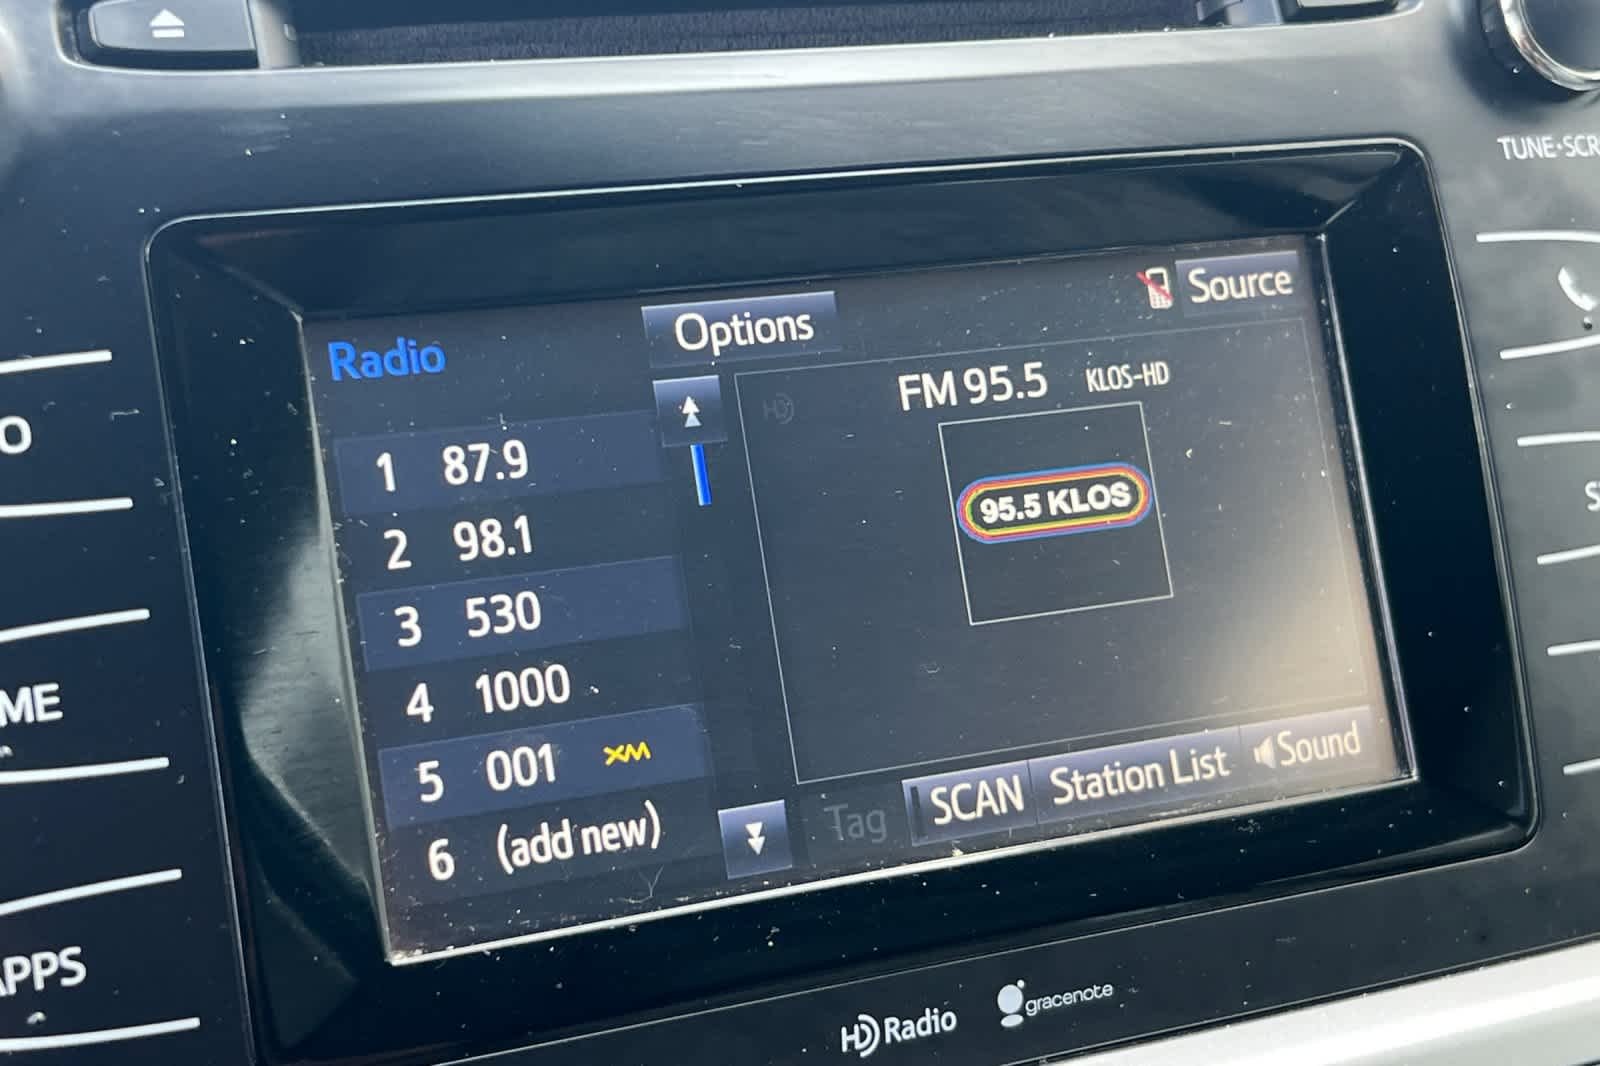 TUNE•SCR
Source
Options
Radio
FM 95.5 KLOS-HD
HD
1 87.9
95.5 KLOS
2 98.1
3 530
4 1000
5 001 XM
6 (add new)
Tag
SCAN
Station List
Sound
O
ME
APPS
HD Radio
gracenote